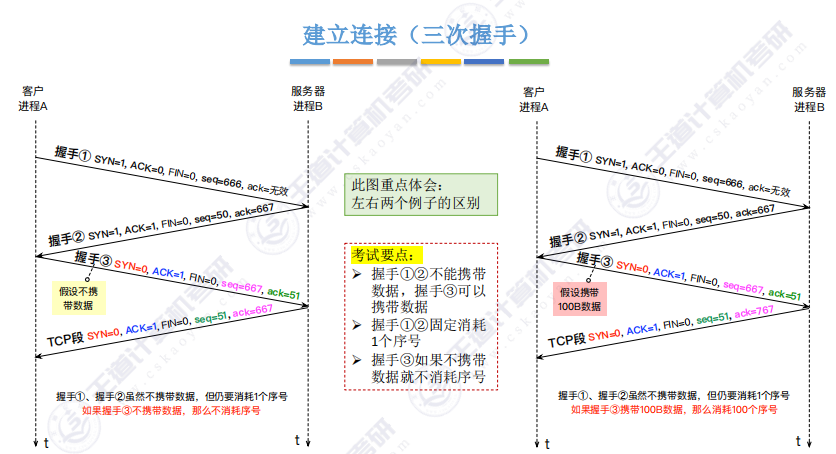 建立连接（三次握手）
客户
进程A
服务器
进程B
握手① SYN=1, ACK=0, FIN=0, seq=666, ack=无效
握手② SYN=1, ACK=1, FIN=0, seq=50, ack=667
握手③ SYN=0, ACK=1, FIN=0, seq=667, ack=51
假设不携
带数据
TCP段 SYN=0, ACK=1, FIN=0, seq=51, ack=667
握手①、握手②虽然不携带数据，但仍要消耗1个序号
如果握手③不携带数据，那么不消耗序号
t
t
此图重点体会：
左右两个例子的区别
考试要点：
➢ 握手①②不能携带
数据，握手③可以
携带数据
➢ 握手①②固定消耗
1个序号
➢ 握手③如果不携带
数据就不消耗序号
客户
进程A
服务器
进程B
握手① SYN=1, ACK=0, FIN=0, seq=666, ack=无效
握手② SYN=1, ACK=1, FIN=0, seq=50, ack=667
握手③ SYN=0, ACK=1, FIN=0, seq=667, ack=51
假设携带
100B数据
TCP段 SYN=0, ACK=1, FIN=0, seq=51, ack=767
握手①、握手②虽然不携带数据，但仍要消耗1个序号
如果握手③携带100B数据，那么消耗100个序号
t
t
王道计算机考研
www.cskaoyan.com